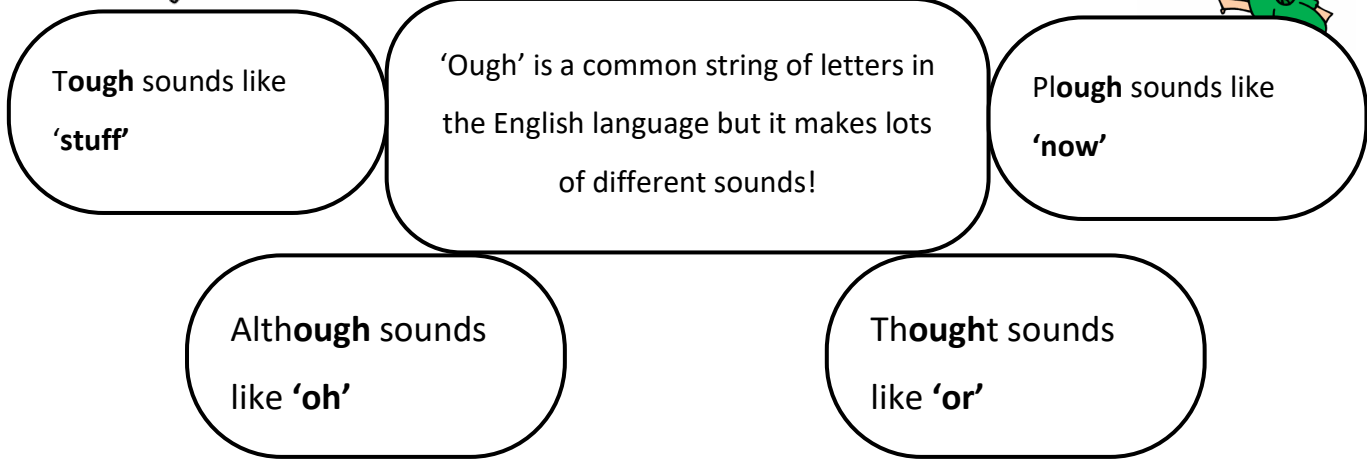 Tough sounds like
‘stuff’
‘Ough’ is a common string of letters in
the English language but it makes lots
of different sounds!
Plough sounds like
‘now’
Although sounds
like ‘oh’
Thought sounds
like ‘or’